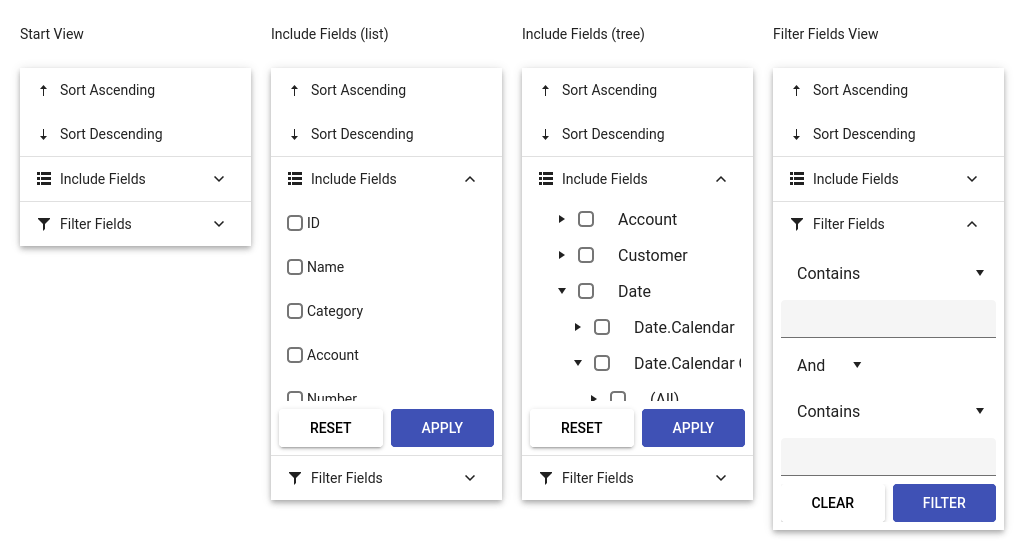 Start View
Sort Ascending
Sort Descending
Include Fields
Filter Fields
Include Fields (list)
Sort Ascending
Sort Descending
Include Fields
ID
Name
Category
Account
Number
RESET
APPLY
Filter Fields
Include Fields (tree)
Sort Ascending
Sort Descending
Include Fields
Account
Customer
Date
Date.Calendar
Date.Calendar
(All)
RESET
APPLY
Filter Fields
Filter Fields View
Sort Ascending
Sort Descending
Include Fields
Filter Fields
Contains
And
Contains
CLEAR
FILTER